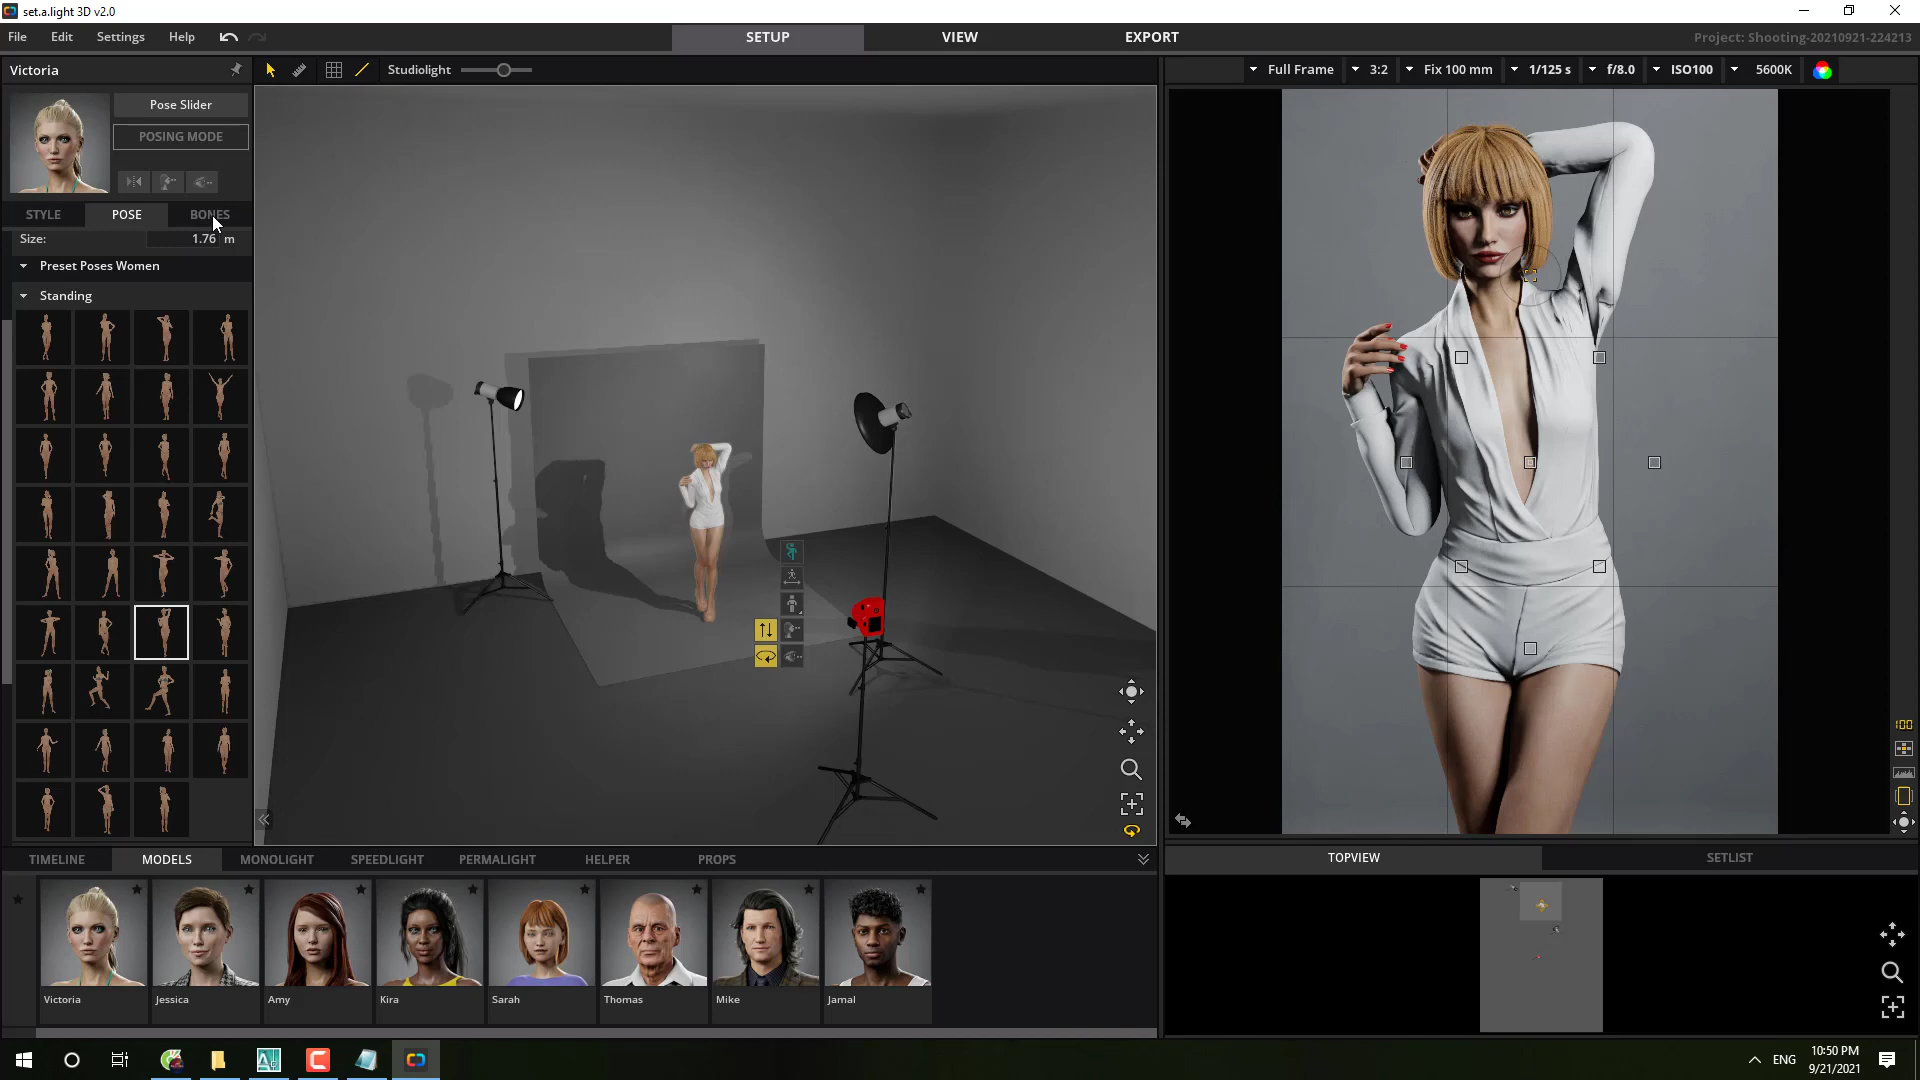 set.a.light 3D v2.0
File Edit Settings Help
SETUP VIEW EXPORT
Project: Shooting-20210921-224213
Victoria
Studiolight
Full Frame 3:2 Fix 100 mm 1/125 s f/8.0 ISO100 5600K
Pose Slider
POSING MODE
STYLE POSE BONES
Size: 1.76 m
Preset Poses Women
Standing
100
TIMELINE MODELS MONOLIGHT SPEEDLIGHT PERMALIGHT HELPER PROPS
TOPVIEW SETLIST
Victoria Jessica Amy Kira Sarah Thomas Mike Jamal
ENG
10:50 PM
9/21/2021